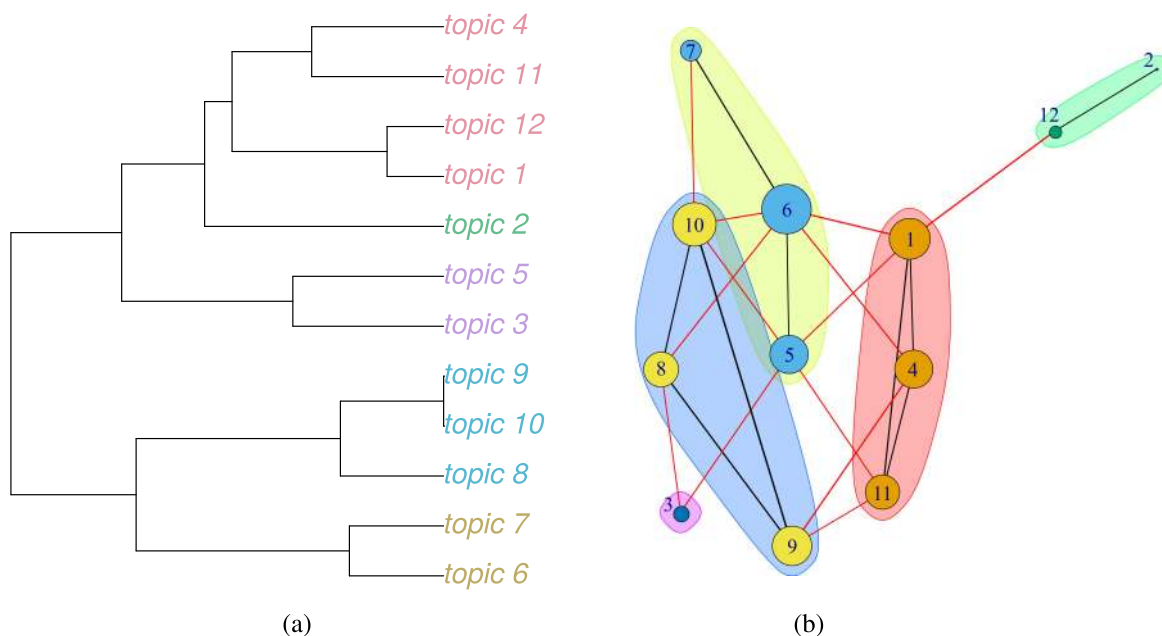 topic 4
topic 11
topic 12
topic 1
topic 2
topic 5
topic 3
topic 9
topic 10
topic 8
topic 7
topic 6
(a)
7
2
12
6
10
1
5
8
4
3
11
9
(b)